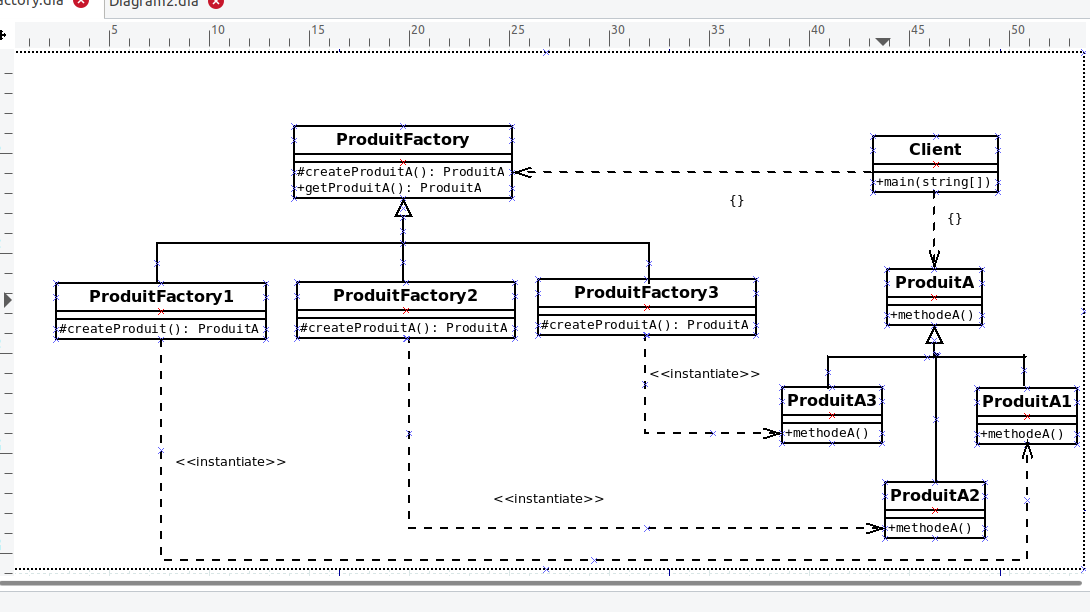 ctory.dia
Diagram2.dia
5 10 15 20 25 30 35 40 45 50
ProduitFactory
#createProduitA(): ProduitA
+getProduitA(): ProduitA
Client
+main(string[])
{}
{}
ProduitA
+methodeA()
ProduitFactory1
#createProduit(): ProduitA
ProduitFactory2
#createProduitA(): ProduitA
ProduitFactory3
#createProduitA(): ProduitA
<<instantiate>>
ProduitA3
+methodeA()
ProduitA1
+methodeA()
<<instantiate>>
<<instantiate>>
ProduitA2
+methodeA()